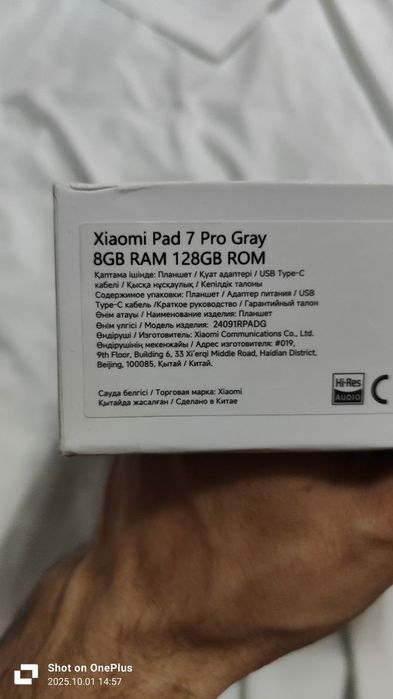 Xiaomi Pad 7 Pro Gray
8GB RAM 128GB ROM
Қаптама ішінде: Планшет / Қуат адаптері / USB Type-C
кабелі / Қысқа нұсқаулық / Кепілдік талоны
Содержимое упаковки: Планшет / Адаптер питания / USB
Type-C кабель /Краткое руководство / Гарантийный талон
Өнім атауы / Наименование изделия: Планшет
Өнім үлгісі / Модель изделия: 24091RPADG
Өндіруші / Изготовитель: Xiaomi Communications Co., Ltd.
Өндірушінің мекенжайы / Адрес изготовителя: #019,
9th Floor, Building 6, 33 Xi'erqi Middle Road, Haidian District,
Beijing, 100085, Қытай / Китай.
Сауда белгісі / Торговая марка: Xiaomi
Қытайда жасалған / Сделано в Китае
Hi-Res
AUDIO
Shot on OnePlus
2025.10.01 14:57